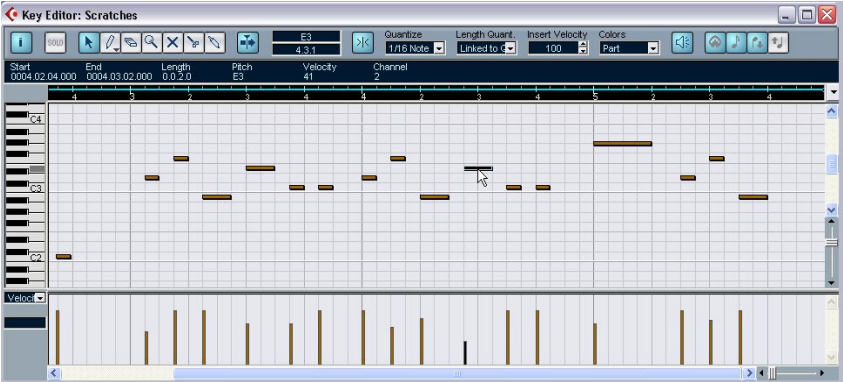 Key Editor: Scratches
i SOLO
E3
4.3.1
Quantize Length Quant. Insert Velocity Colors
1/16 Note Linked to 100 Part
Start End Length Pitch Velocity Channel
0004.02.04.000 0004.03.02.000 0.0.2.0 E3 41 2
4 3 2 3 4 4 2 3 4 5 2 3 4
C4
C3
C2
Veloci